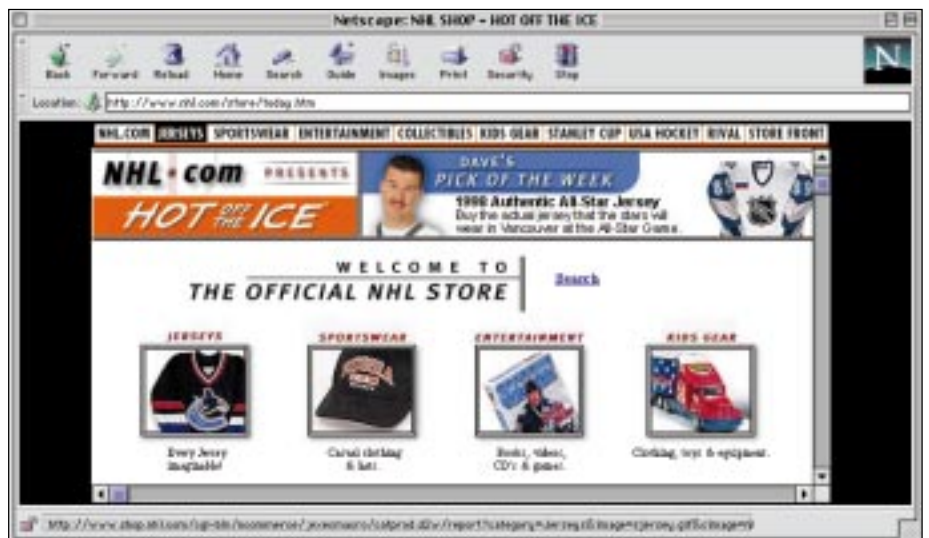 Netscape: NHL SHOP - HOT OFF THE ICE
Back Forward Reload Home Search Guide Images Print Security Stop
N
Location: http://www.nhl.com/store/today.htm
NHL.COM JERSEYS SPORTSWEAR ENTERTAINMENT COLLECTIBLES KIDS GEAR STANLEY CUP USA HOCKEY RIVAL STORE FRONT
NHL•com PRESENTS
HOT OFF THE ICE
DAVE'S
PICK OF THE WEEK
1998 Authentic All-Star Jersey
Buy the actual jersey that the stars will
wear in Vancouver at the All-Star Game.
WELCOME TO
THE OFFICIAL NHL STORE
Search
JERSEYS SPORTSWEAR ENTERTAINMENT KIDS GEAR
Every Jersey
imaginable!
Casual clothing
& hats.
Books, videos,
CD's & games.
Clothing, toys & equipment.